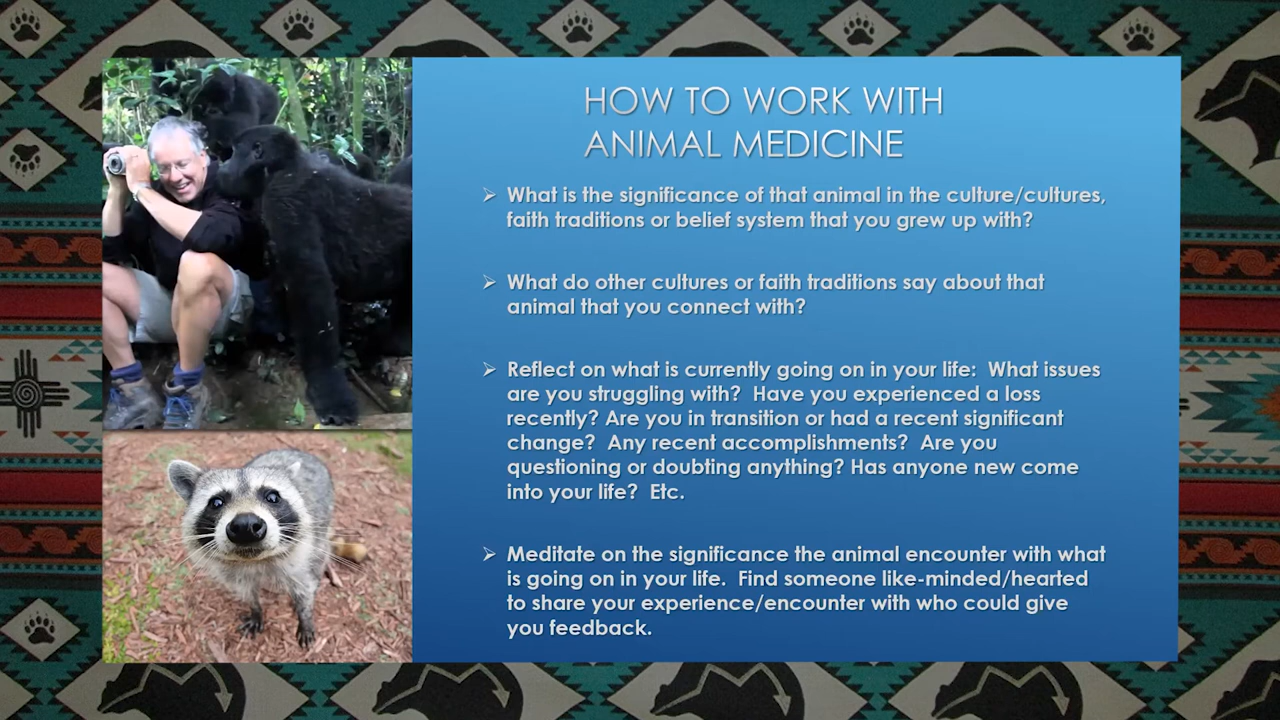 HOW TO WORK WITH
ANIMAL MEDICINE
➢ What is the significance of that animal in the culture/cultures,
faith traditions or belief system that you grew up with?
➢ What do other cultures or faith traditions say about that
animal that you connect with?
➢ Reflect on what is currently going on in your life:  What issues
are you struggling with?  Have you experienced a loss
recently? Are you in transition or had a recent significant
change?  Any recent accomplishments?  Are you
questioning or doubting anything? Has anyone new come
into your life?  Etc.
➢ Meditate on the significance the animal encounter with what
is going on in your life.  Find someone like-minded/hearted
to share your experience/encounter with who could give
you feedback.